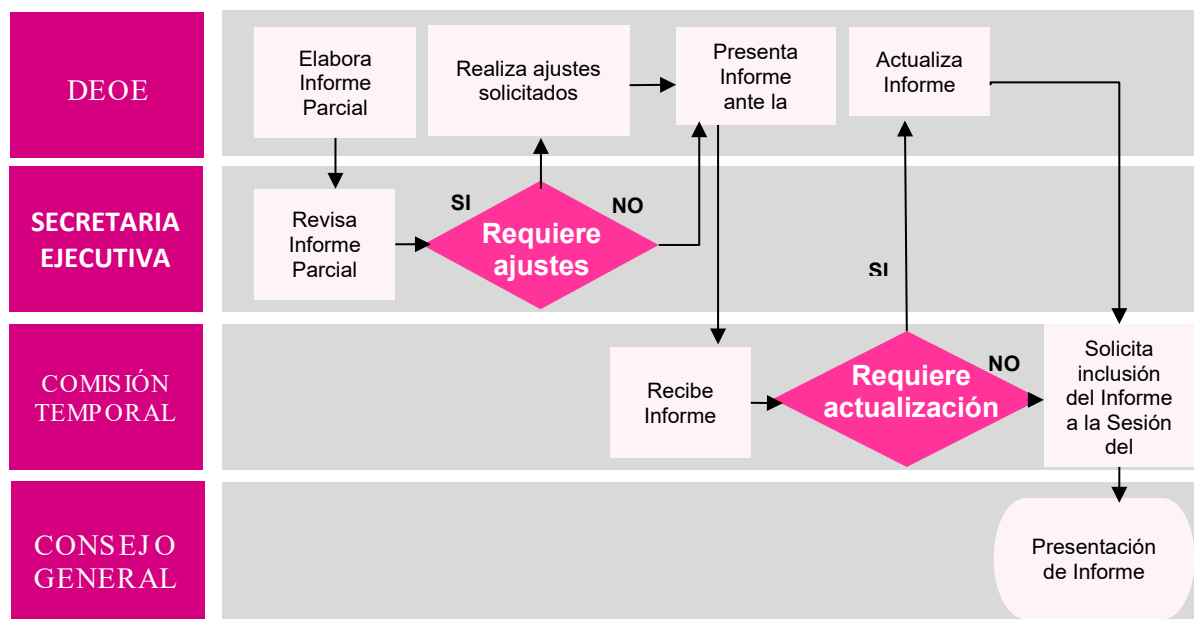 DEOE
Elabora
Informe
Parcial
Realiza ajustes
solicitados
Presenta
Informe
ante la
Actualiza
Informe
SECRETARIA
EJECUTIVA
Revisa
Informe
Parcial
SI
Requiere
ajustes
NO
SI
COMISIÓN
TEMPORAL
Recibe
Informe
Requiere
actualización
NO
Solicita
inclusión
del Informe
a la Sesión
del
CONSEJO
GENERAL
Presentación
de Informe